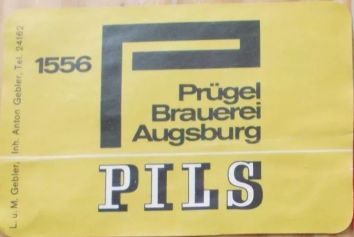 1556
Prügel
Brauerei
Augsburg
PILS
L. u. M. Gebler, Inh. Anton Gebler, Tel. 24162